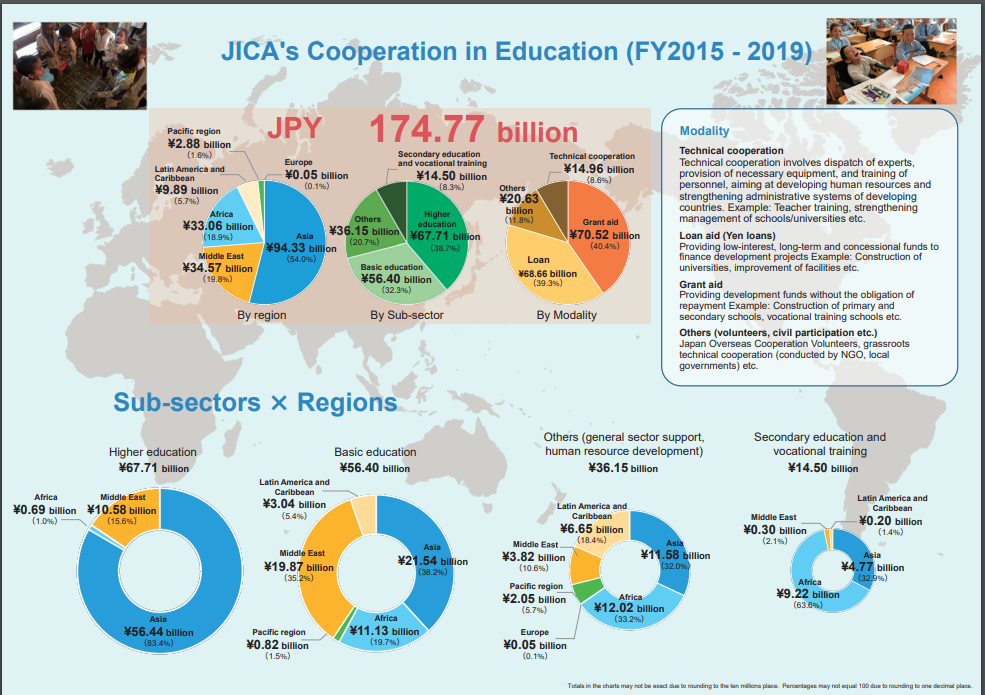 JICA's Cooperation in Education (FY2015 - 2019)
JPY 174.77 billion
Pacific region
¥2.88 billion
(1.6%)
Latin America and
Caribbean
¥9.89 billion
(5.7%)
Europe
¥0.05 billion
(0.1%)
Africa
¥33.06 billion
(18.9%)
Asia
¥94.33 billion
(54.0%)
Middle East
¥34.57 billion
(19.8%)
By region
Secondary education
and vocational training
¥14.50 billion
(8.3%)
Others
¥36.15 billion
(20.7%)
Higher
education
¥67.71 billion
(38.7%)
Basic education
¥56.40 billion
(32.3%)
By Sub-sector
Technical cooperation
¥14.96 billion
(8.6%)
Others
¥20.63
billion
(11.8%)
Grant aid
¥70.52 billion
(40.4%)
Loan
¥68.66 billion
(39.3%)
By Modality
Modality
Technical cooperation
Technical cooperation involves dispatch of experts,
provision of necessary equipment, and training of
personnel, aiming at developing human resources and
strengthening administrative systems of developing
countries. Example: Teacher training, strengthening
management of schools/universities etc.
Loan aid (Yen loans)
Providing low-interest, long-term and concessional funds to
finance development projects Example: Construction of
universities, improvement of facilities etc.
Grant aid
Providing development funds without the obligation of
repayment Example: Construction of primary and
secondary schools, vocational training schools etc.
Others (volunteers, civil participation etc.)
Japan Overseas Cooperation Volunteers, grassroots
technical cooperation (conducted by NGO, local
governments) etc.
Sub-sectors × Regions
Higher education
¥67.71 billion
Africa
¥0.69 billion
(1.0%)
Middle East
¥10.58 billion
(15.6%)
Asia
¥56.44 billion
(83.4%)
Basic education
¥56.40 billion
Latin America and
Caribbean
¥3.04 billion
(5.4%)
Middle East
¥19.87 billion
(35.2%)
Asia
¥21.54 billion
(38.2%)
Africa
¥11.13 billion
(19.7%)
Pacific region
¥0.82 billion
(1.5%)
Others (general sector support,
human resource development)
¥36.15 billion
Latin America and
Caribbean
¥6.65 billion
(18.4%)
Middle East
¥3.82 billion
(10.6%)
Asia
¥11.58 billion
(32.0%)
Pacific region
¥2.05 billion
(5.7%)
Africa
¥12.02 billion
(33.2%)
Europe
¥0.05 billion
(0.1%)
Secondary education and
vocational training
¥14.50 billion
Latin America and
Caribbean
¥0.20 billion
(1.4%)
Middle East
¥0.30 billion
(2.1%)
Asia
¥4.77 billion
(32.9%)
Africa
¥9.22 billion
(63.6%)
Totals in the charts may not be exact due to rounding to the ten millions place. Percentages may not equal 100 due to rounding to one decimal place.